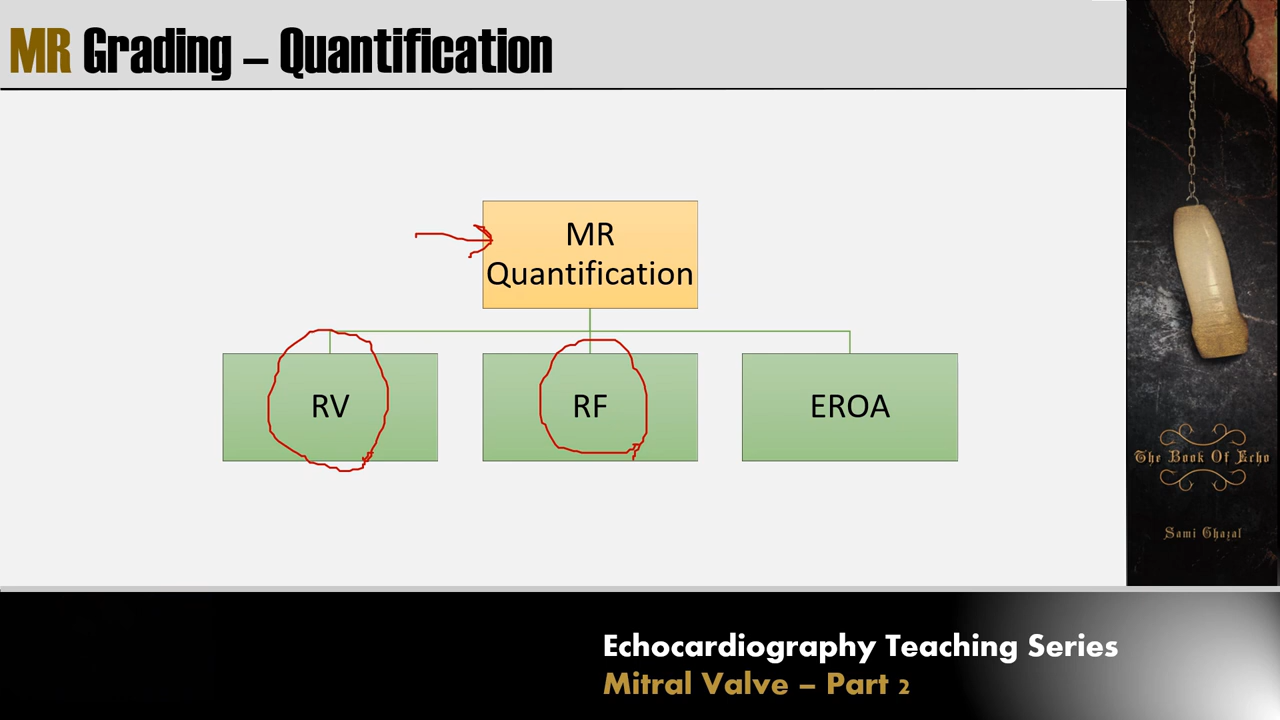 MR Grading – Quantification
MR
Quantification
RV
RF
EROA
The Book Of Echo
Sami Ghazal
Echocardiography Teaching Series
Mitral Valve – Part 2